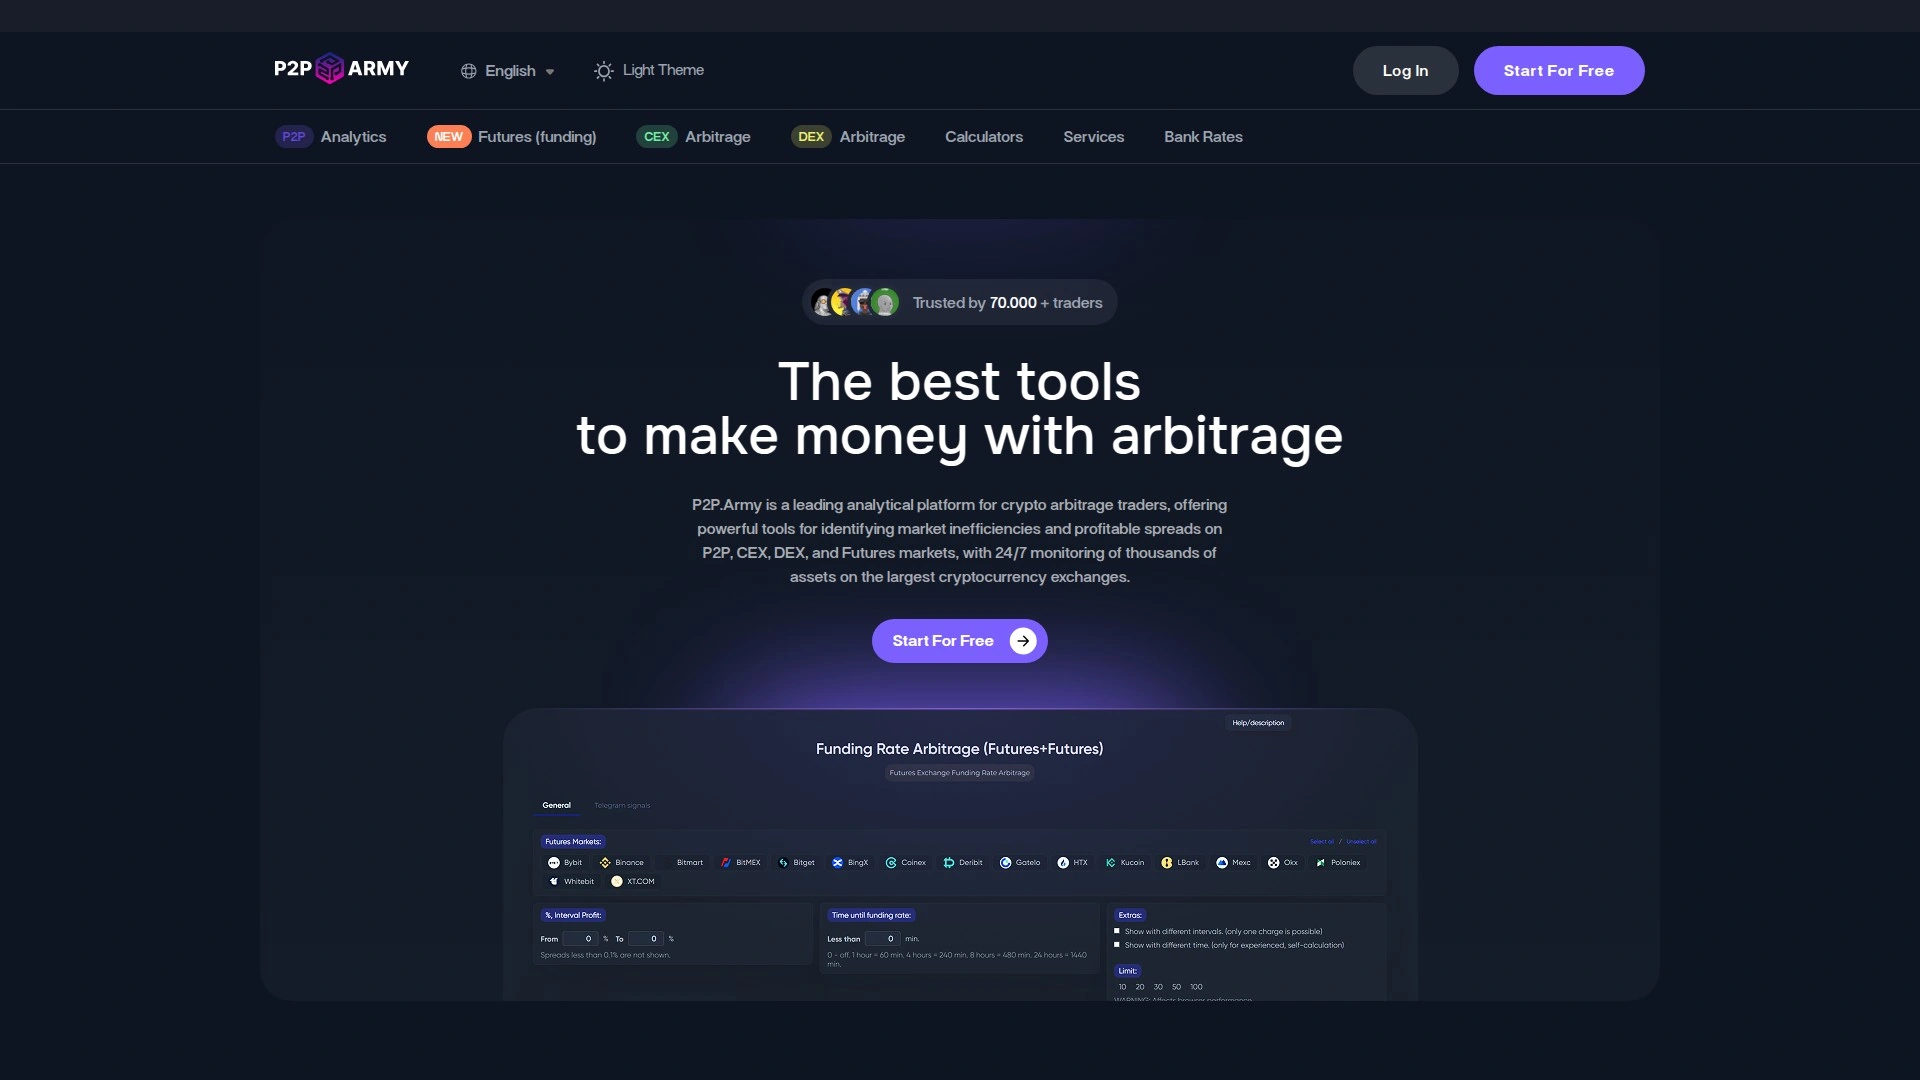 P2P ARMY
English
Light Theme
Log In
Start For Free
P2P Analytics
NEW Futures (funding)
CEX Arbitrage
DEX Arbitrage
Calculators
Services
Bank Rates
Trusted by 70.000 + traders
The best tools
to make money with arbitrage
P2P.Army is a leading analytical platform for crypto arbitrage traders, offering
powerful tools for identifying market inefficiencies and profitable spreads on
P2P, CEX, DEX, and Futures markets, with 24/7 monitoring of thousands of
assets on the largest cryptocurrency exchanges.
Start For Free
Help/description
Funding Rate Arbitrage (Futures+Futures)
Futures Exchange Funding Rate Arbitrage
General
Telegram signals
Futures Markets:
Select all / Unselect all
Bybit Binance Bitmart BitMEX Bitget BingX Coinex Deribit GateIo HTX Kucoin LBank Mexc Okx Poloniex
Whitebit XT.COM
%, Interval Profit:
From 0 % To 0 %
Spreads less than 0.1% are not shown.
Time until funding rate:
Less than 0 min.
0 - off. 1 hour = 60 min. 4 hours = 240 min. 8 hours = 480 min. 24 hours = 1440
min.
Extras:
Show with different intervals. (only one charge is possible)
Show with different time. (only for experienced, self-calculation)
Limit:
10 20 30 50 100
WARNING: Affects browser performance